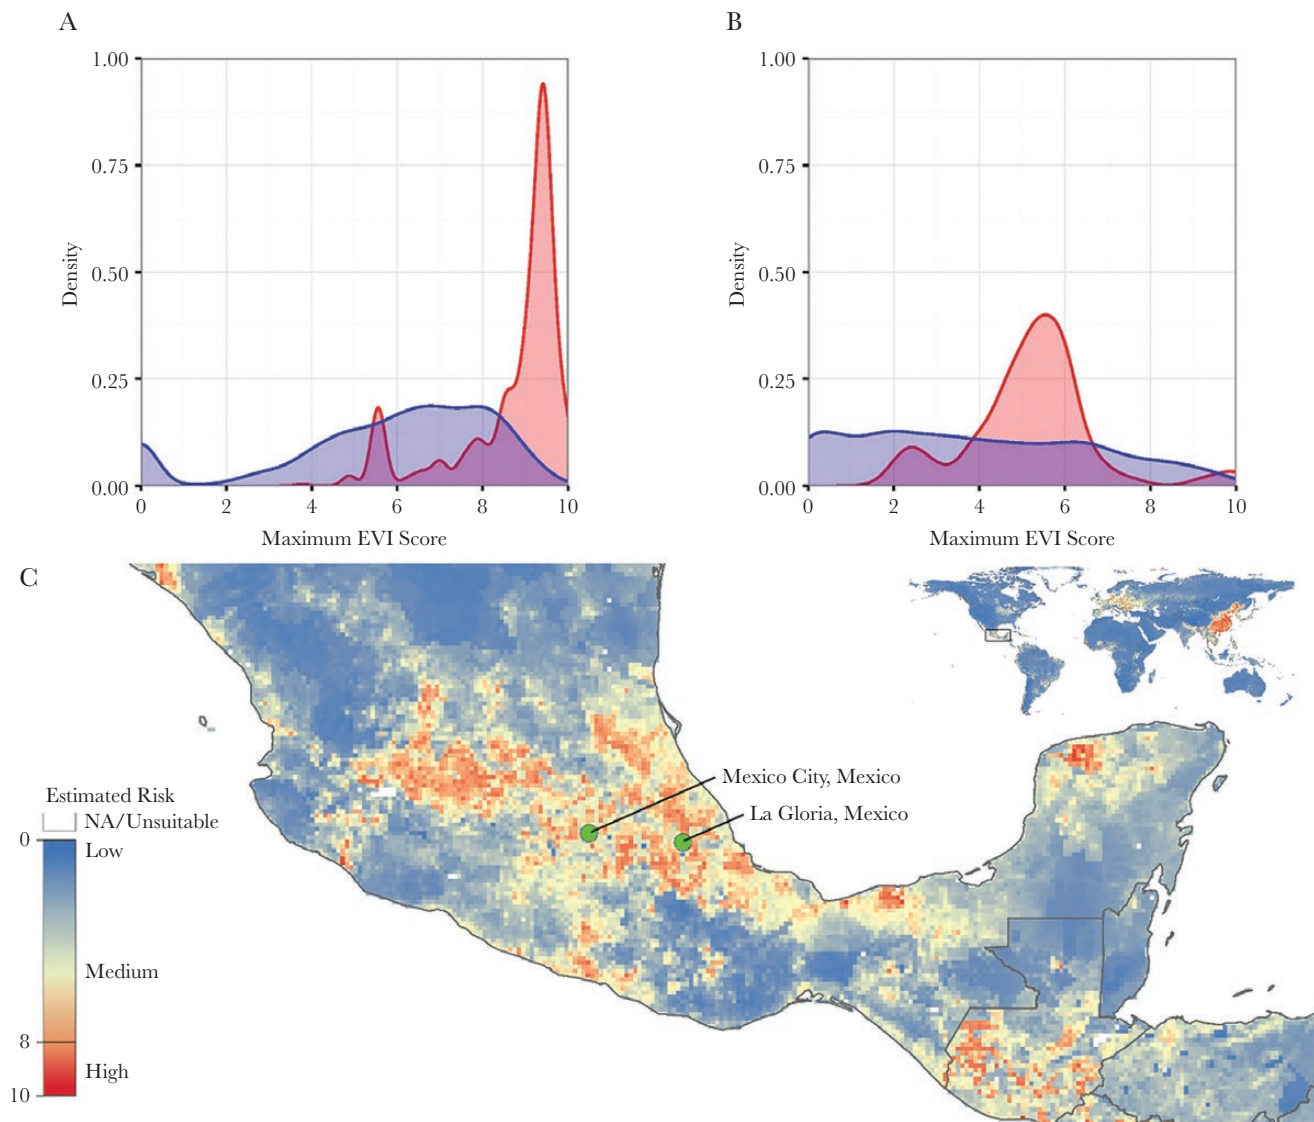 A
1.00
0.75
0.50
0.25
0.00
Density
0 2 4 6 8 10
Maximum EVI Score
B
1.00
0.75
0.50
0.25
0.00
Density
0 2 4 6 8 10
Maximum EVI Score
C
Mexico City, Mexico
La Gloria, Mexico
Estimated Risk
NA/Unsuitable
0
Low
Medium
8
High
10